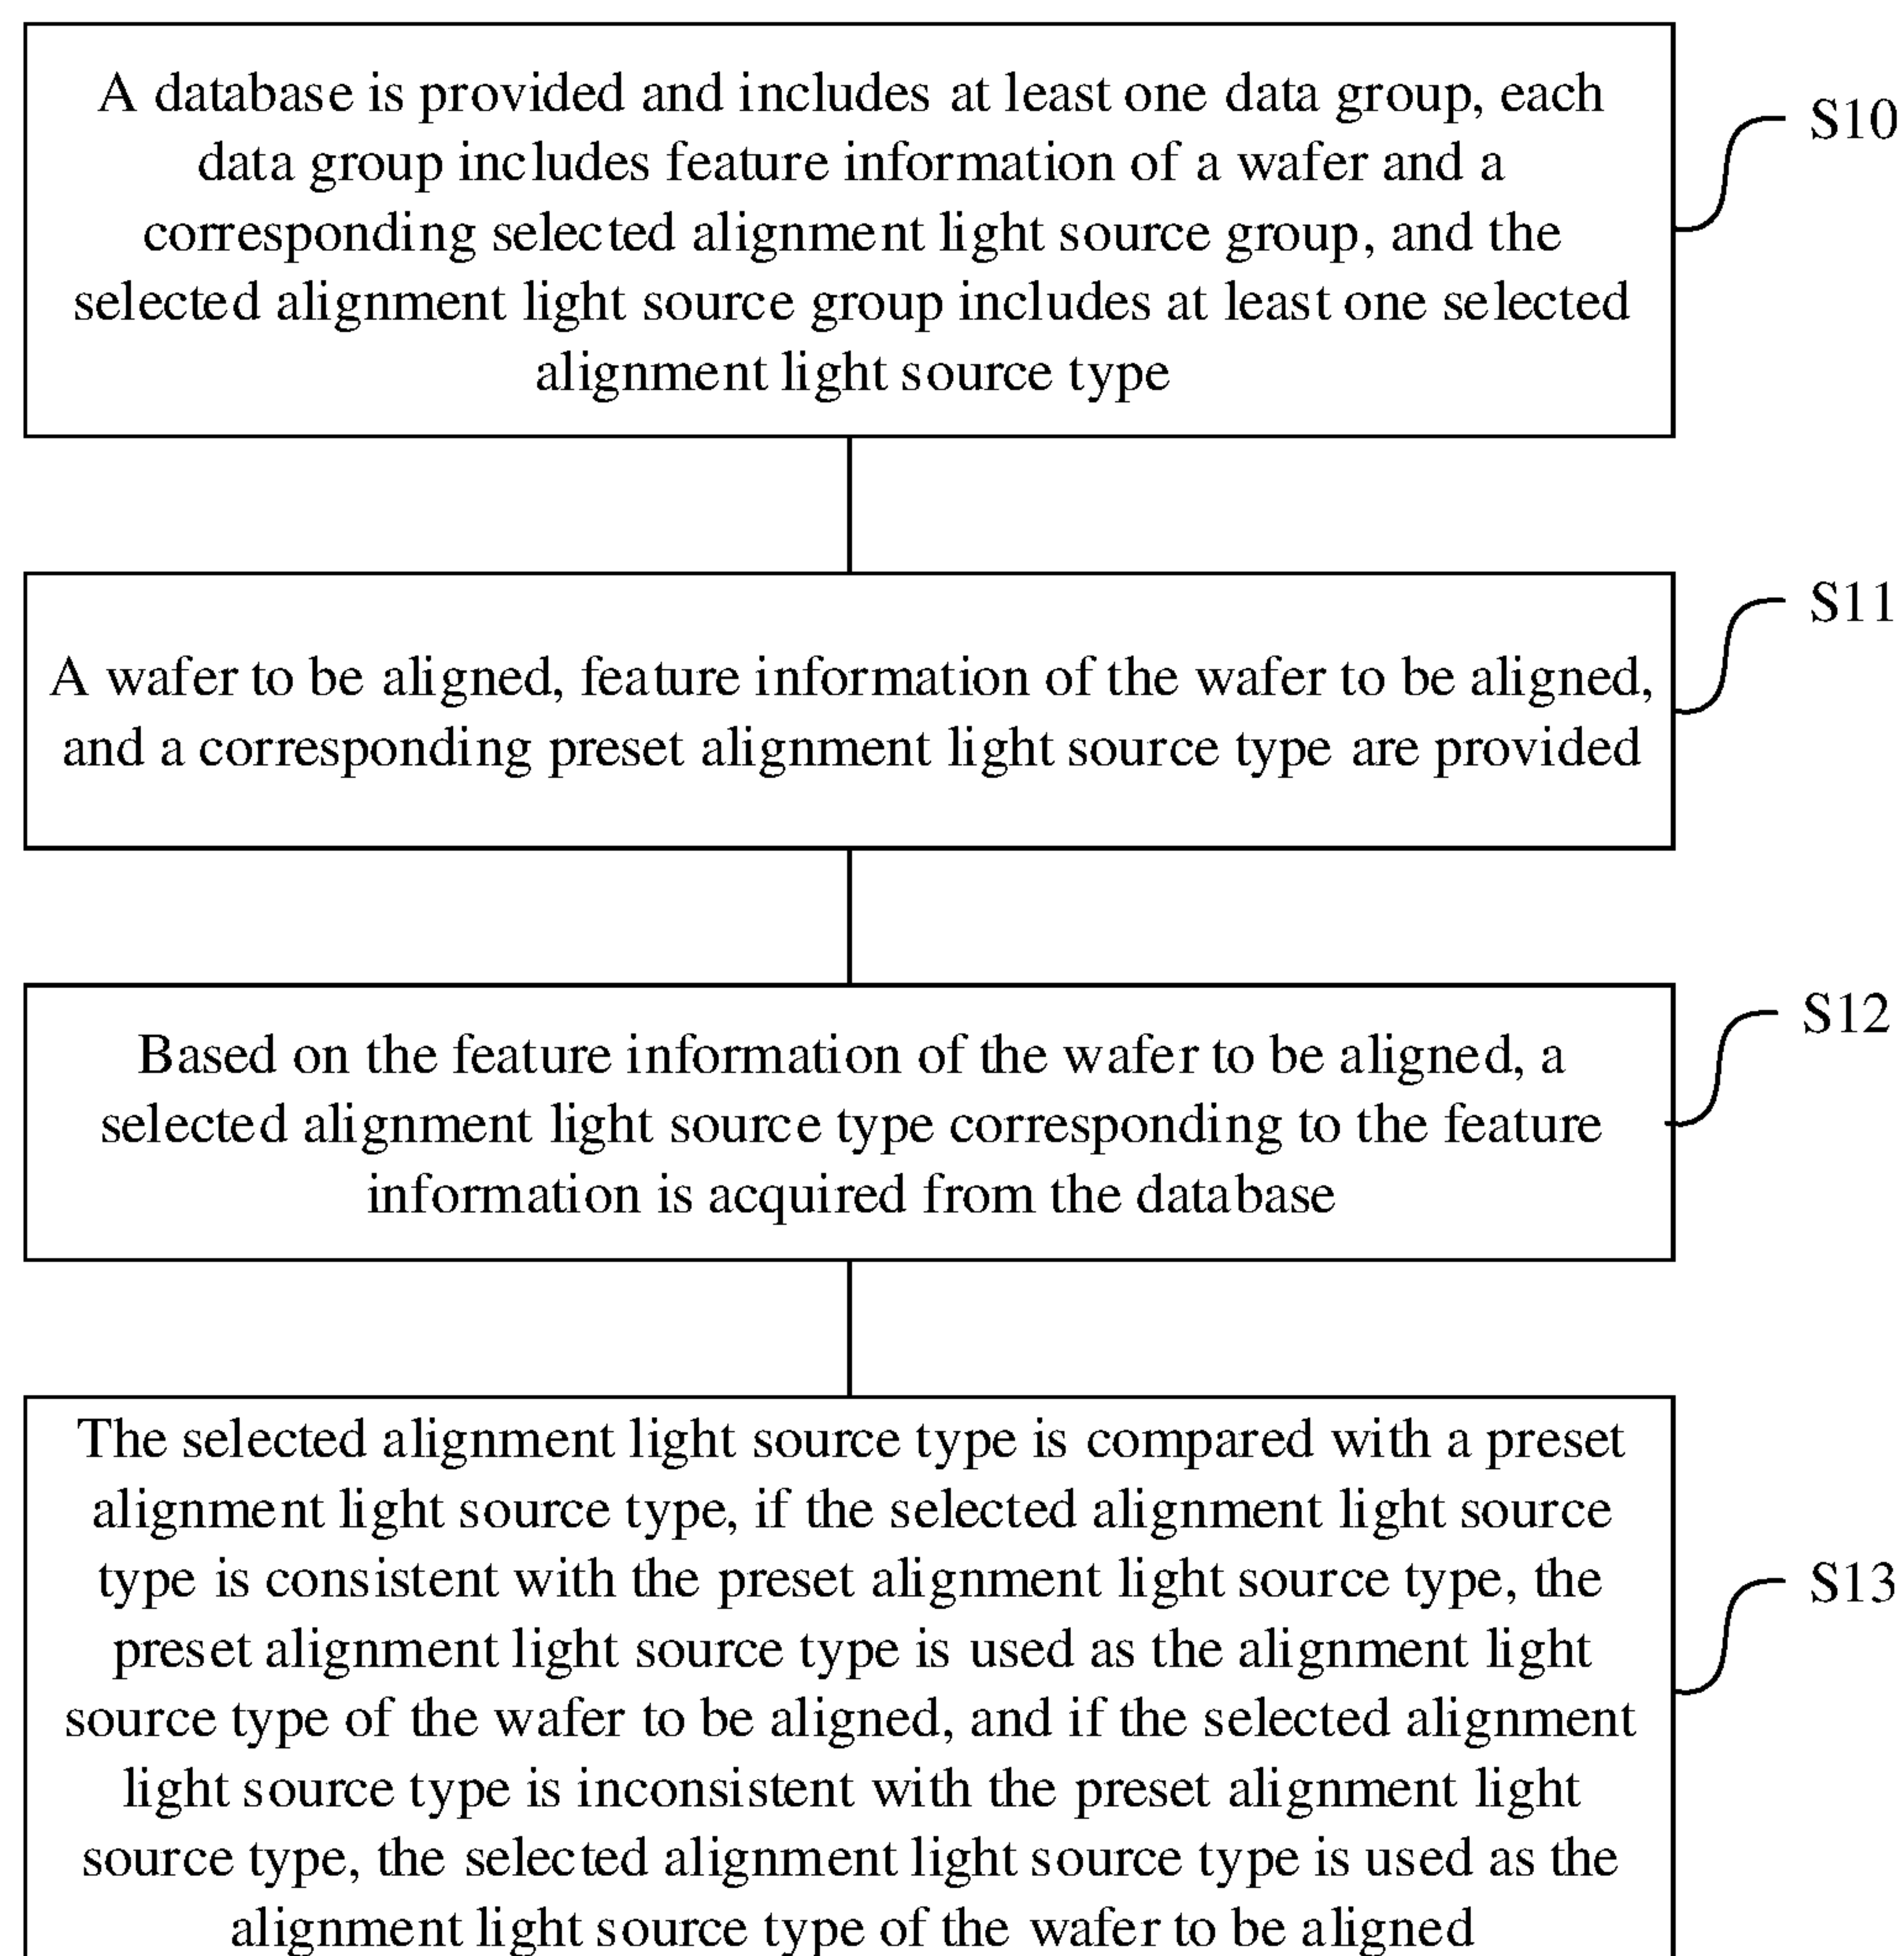 A database is provided and includes at least one data group, each
data group includes feature information of a wafer and a
corresponding selected alignment light source group, and the
selected alignment light source group includes at least one selected
alignment light source type
S10
A wafer to be aligned, feature information of the wafer to be aligned,
and a corresponding preset alignment light source type are provided
S11
Based on the feature information of the wafer to be aligned, a
selected alignment light source type corresponding to the feature
information is acquired from the database
S12
The selected alignment light source type is compared with a preset
alignment light source type, if the selected alignment light source
type is consistent with the preset alignment light source type, the
preset alignment light source type is used as the alignment light
source type of the wafer to be aligned, and if the selected alignment
light source type is inconsistent with the preset alignment light
source type, the selected alignment light source type is used as the
alignment light source type of the wafer to be aligned
S13